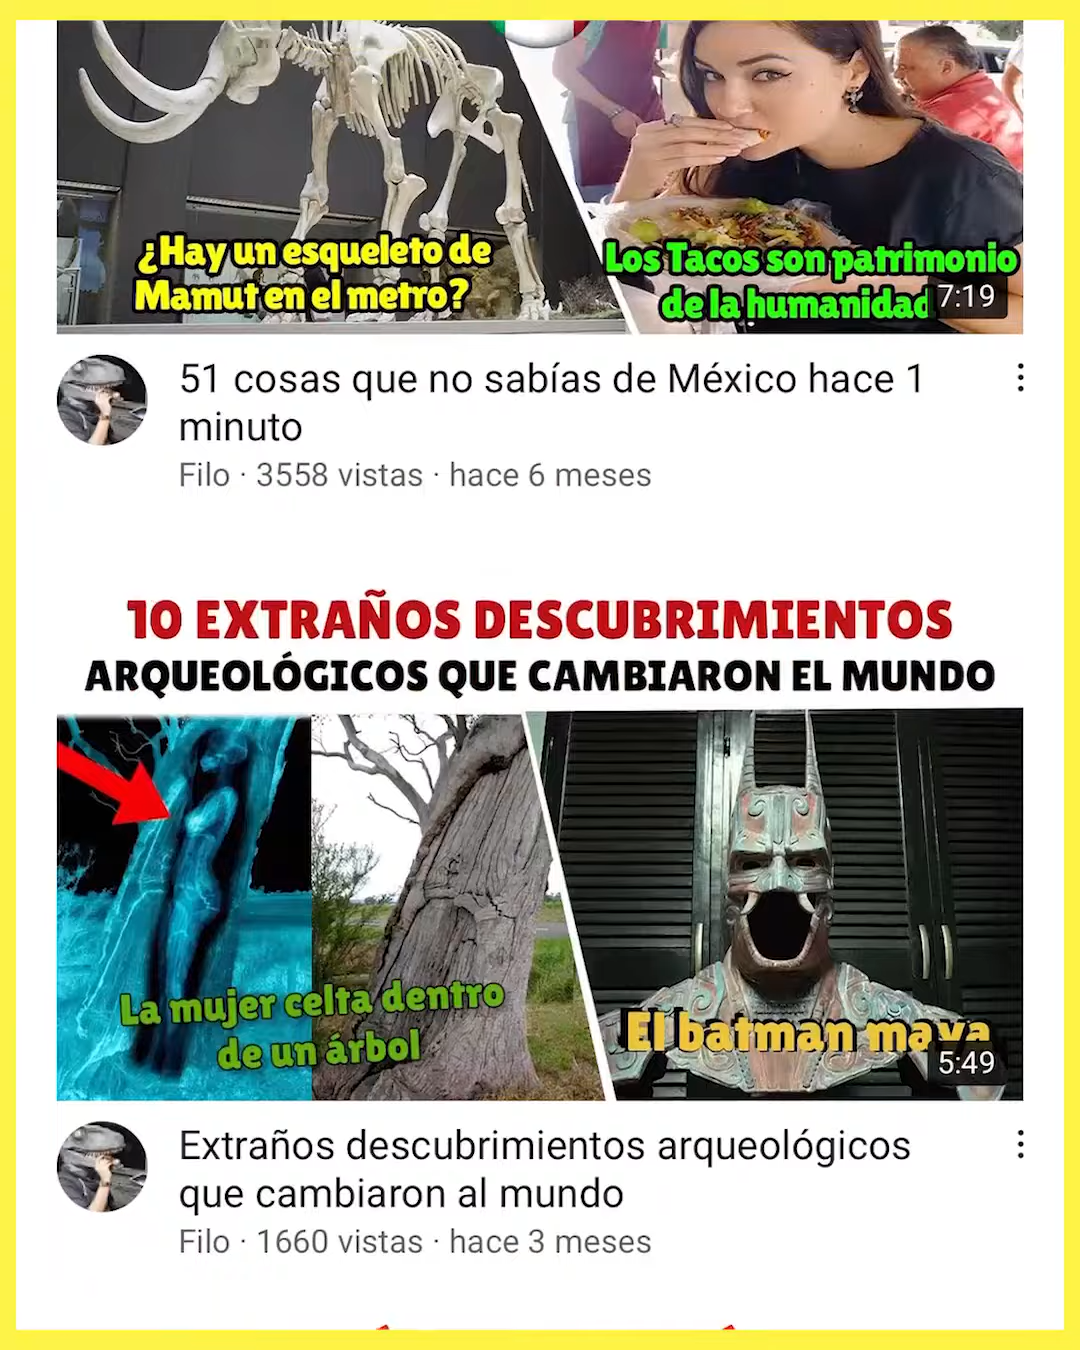 ¿Hay un esqueleto de
Mamut en el metro?
Los Tacos son patrimonio
de la humanidad
7:19
51 cosas que no sabías de México hace 1
minuto
Filo · 3558 vistas · hace 6 meses
10 EXTRAÑOS DESCUBRIMIENTOS
ARQUEOLÓGICOS QUE CAMBIARON EL MUNDO
La mujer celta dentro
de un árbol
El batman maya
5:49
Extraños descubrimientos arqueológicos
que cambiaron al mundo
Filo · 1660 vistas · hace 3 meses